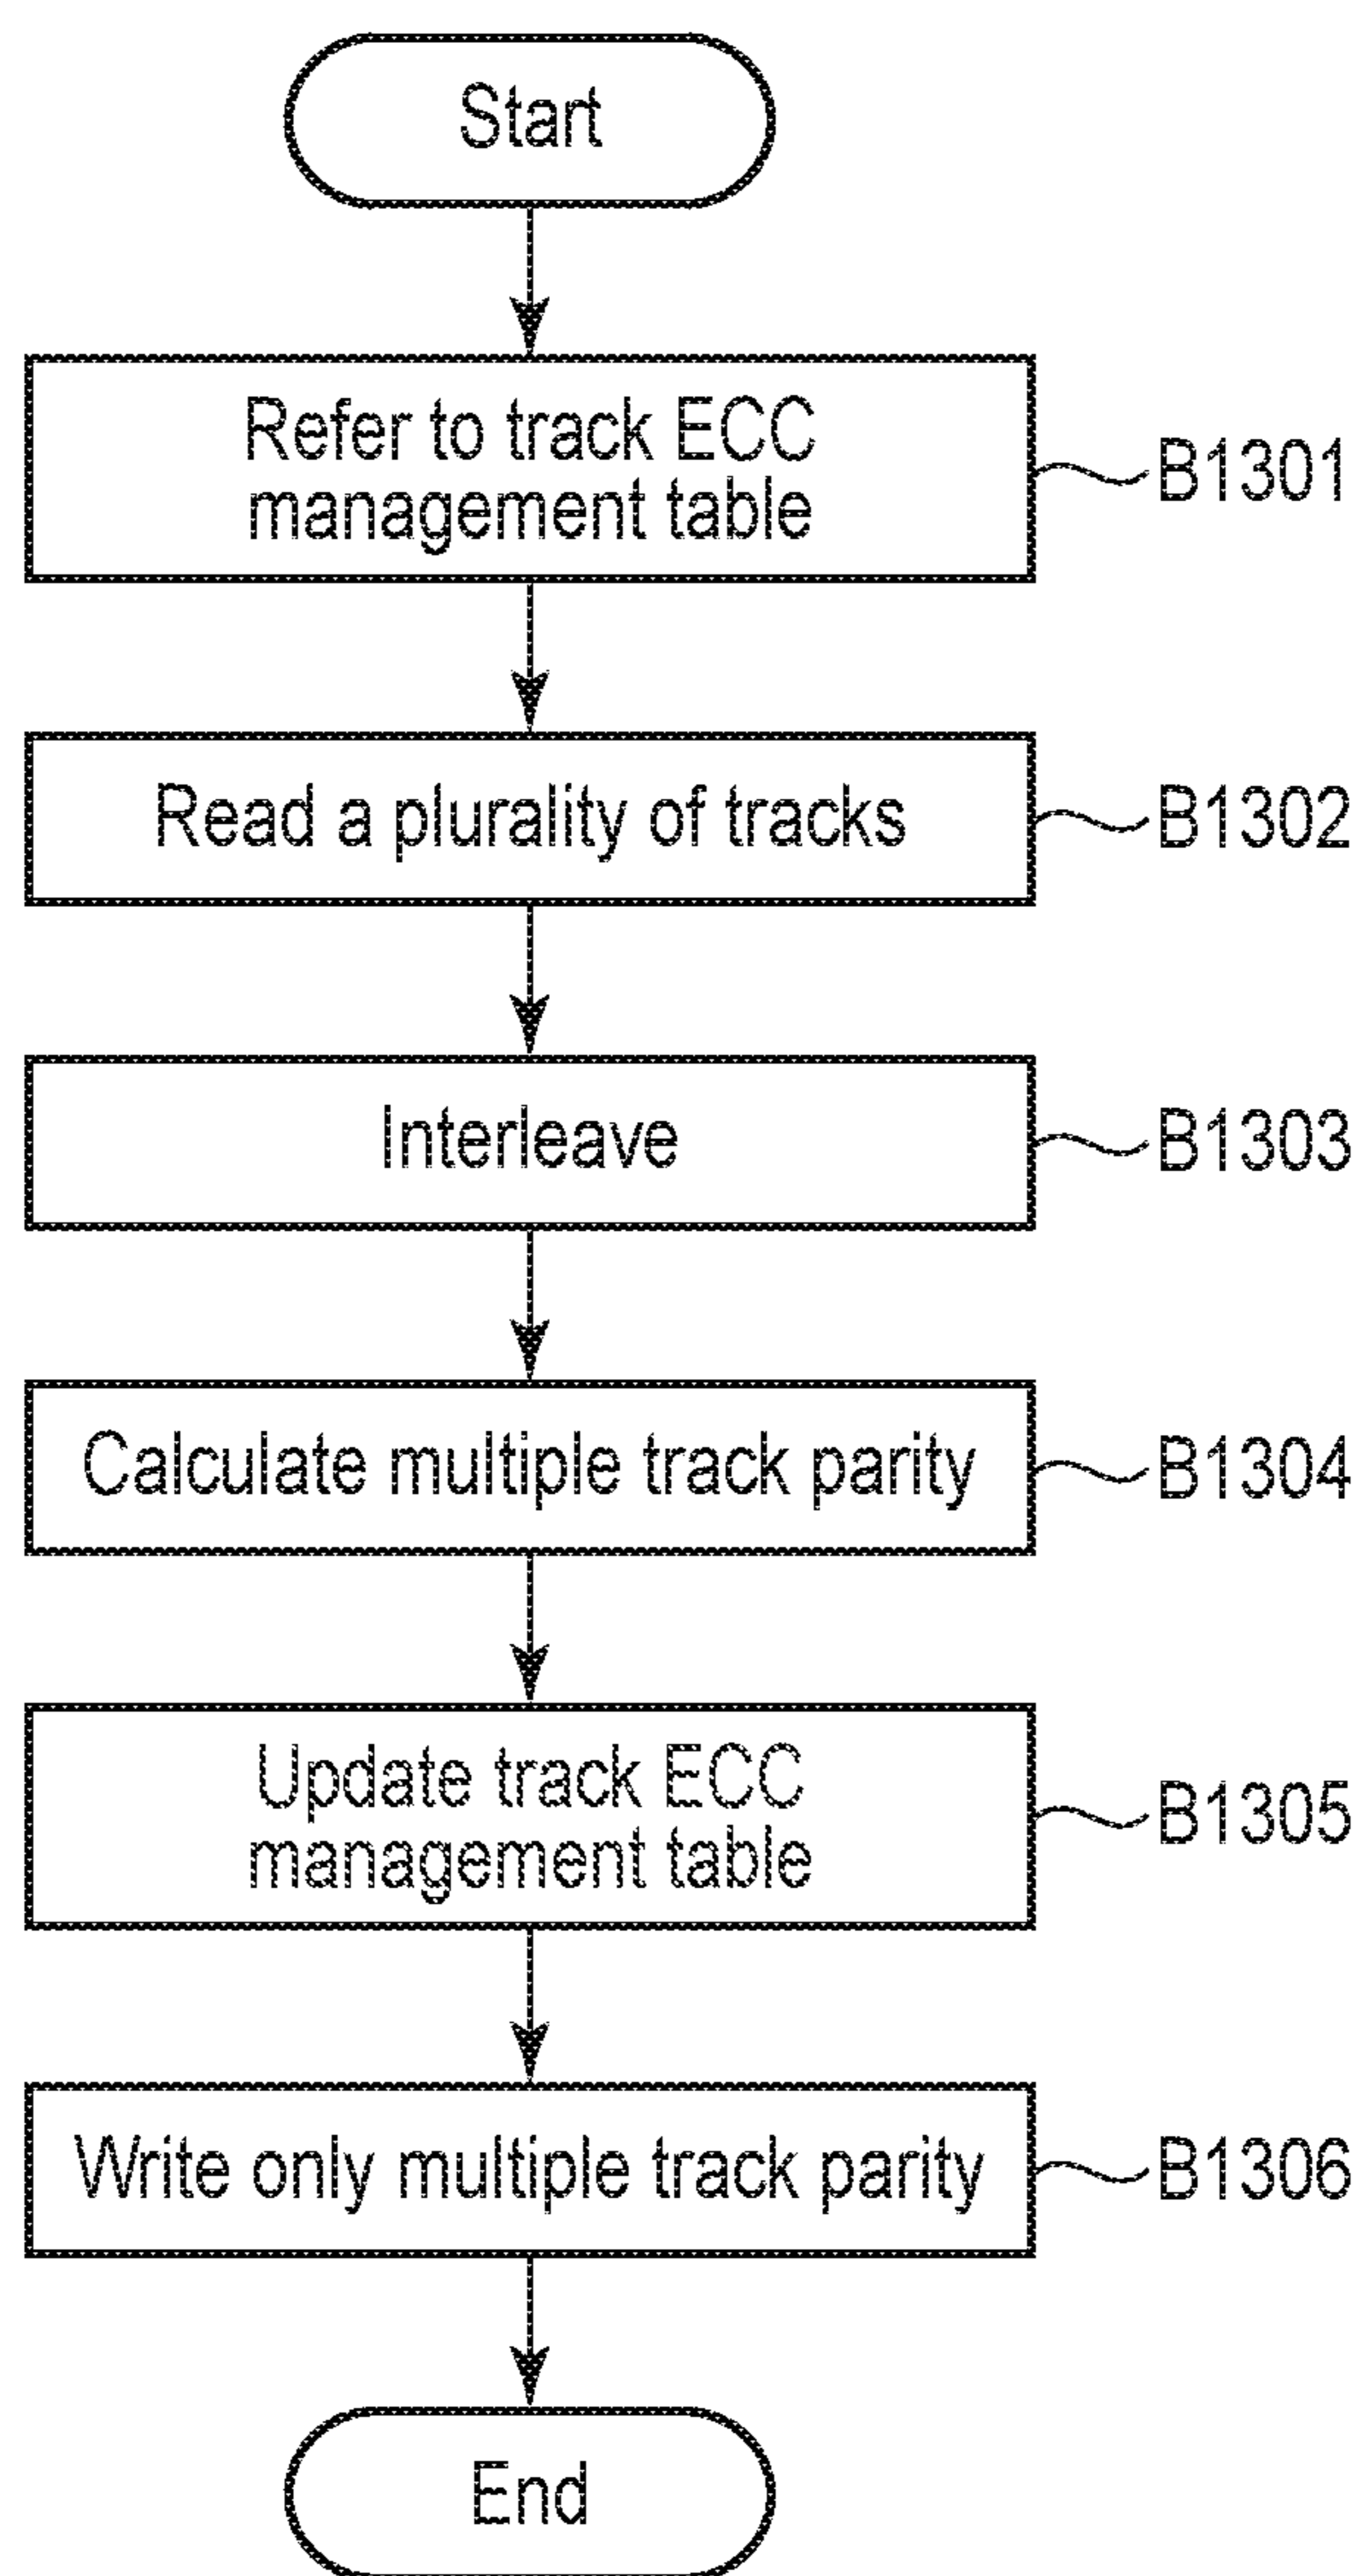 Start
Refer to track ECC
management table
B1301
Read a plurality of tracks
B1302
Interleave
B1303
Calculate multiple track parity
B1304
Update track ECC
management table
B1305
Write only multiple track parity
B1306
End